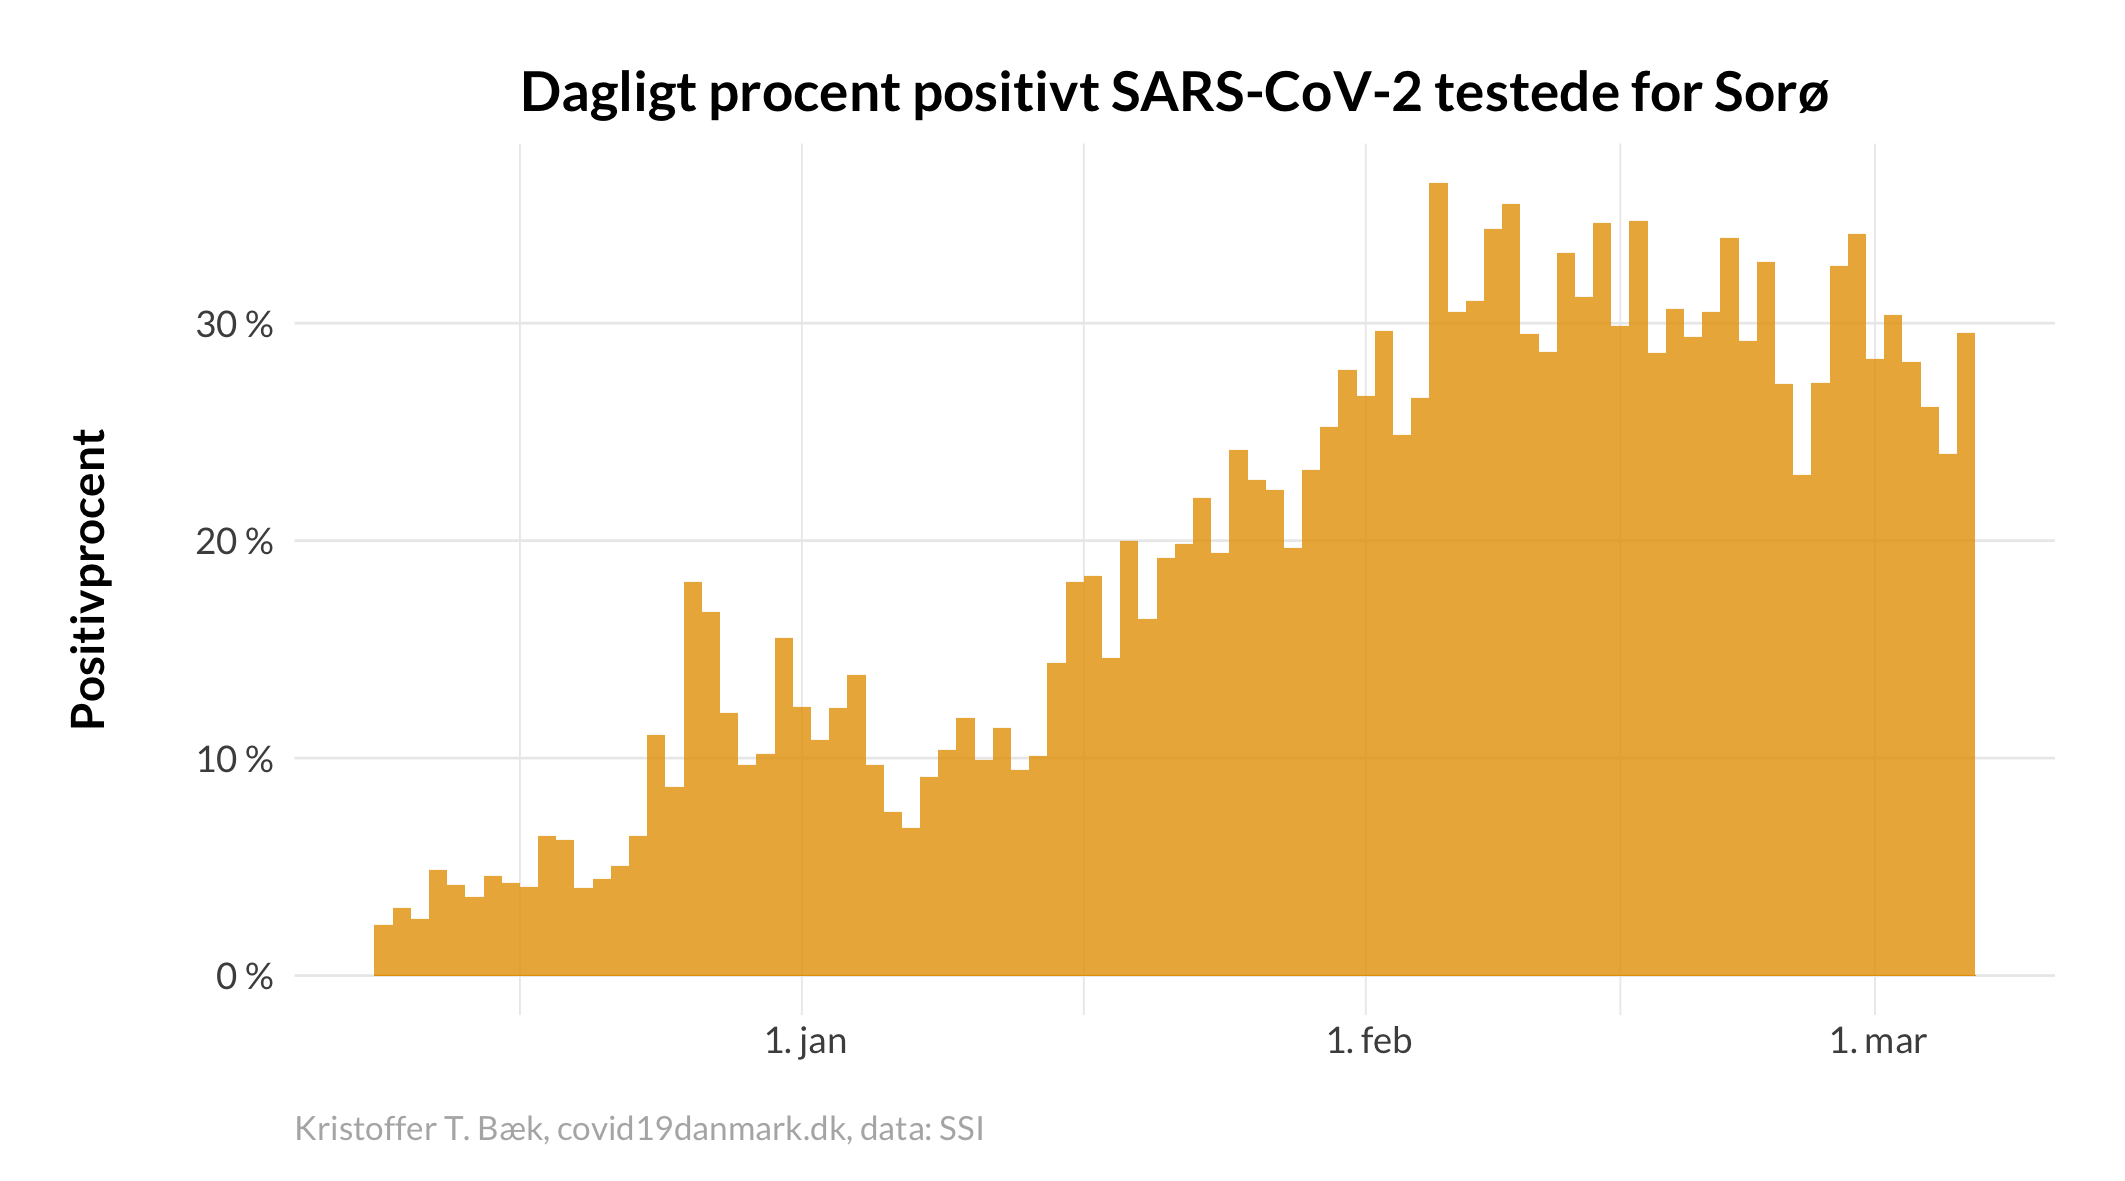 Dagligt procent positivt SARS-CoV-2 testede for Sorø
Positivprocent
30 %
20 %
10 %
0 %
1. jan
1. feb
1. mar
Kristoffer T. Bæk, covid19danmark.dk, data: SSI